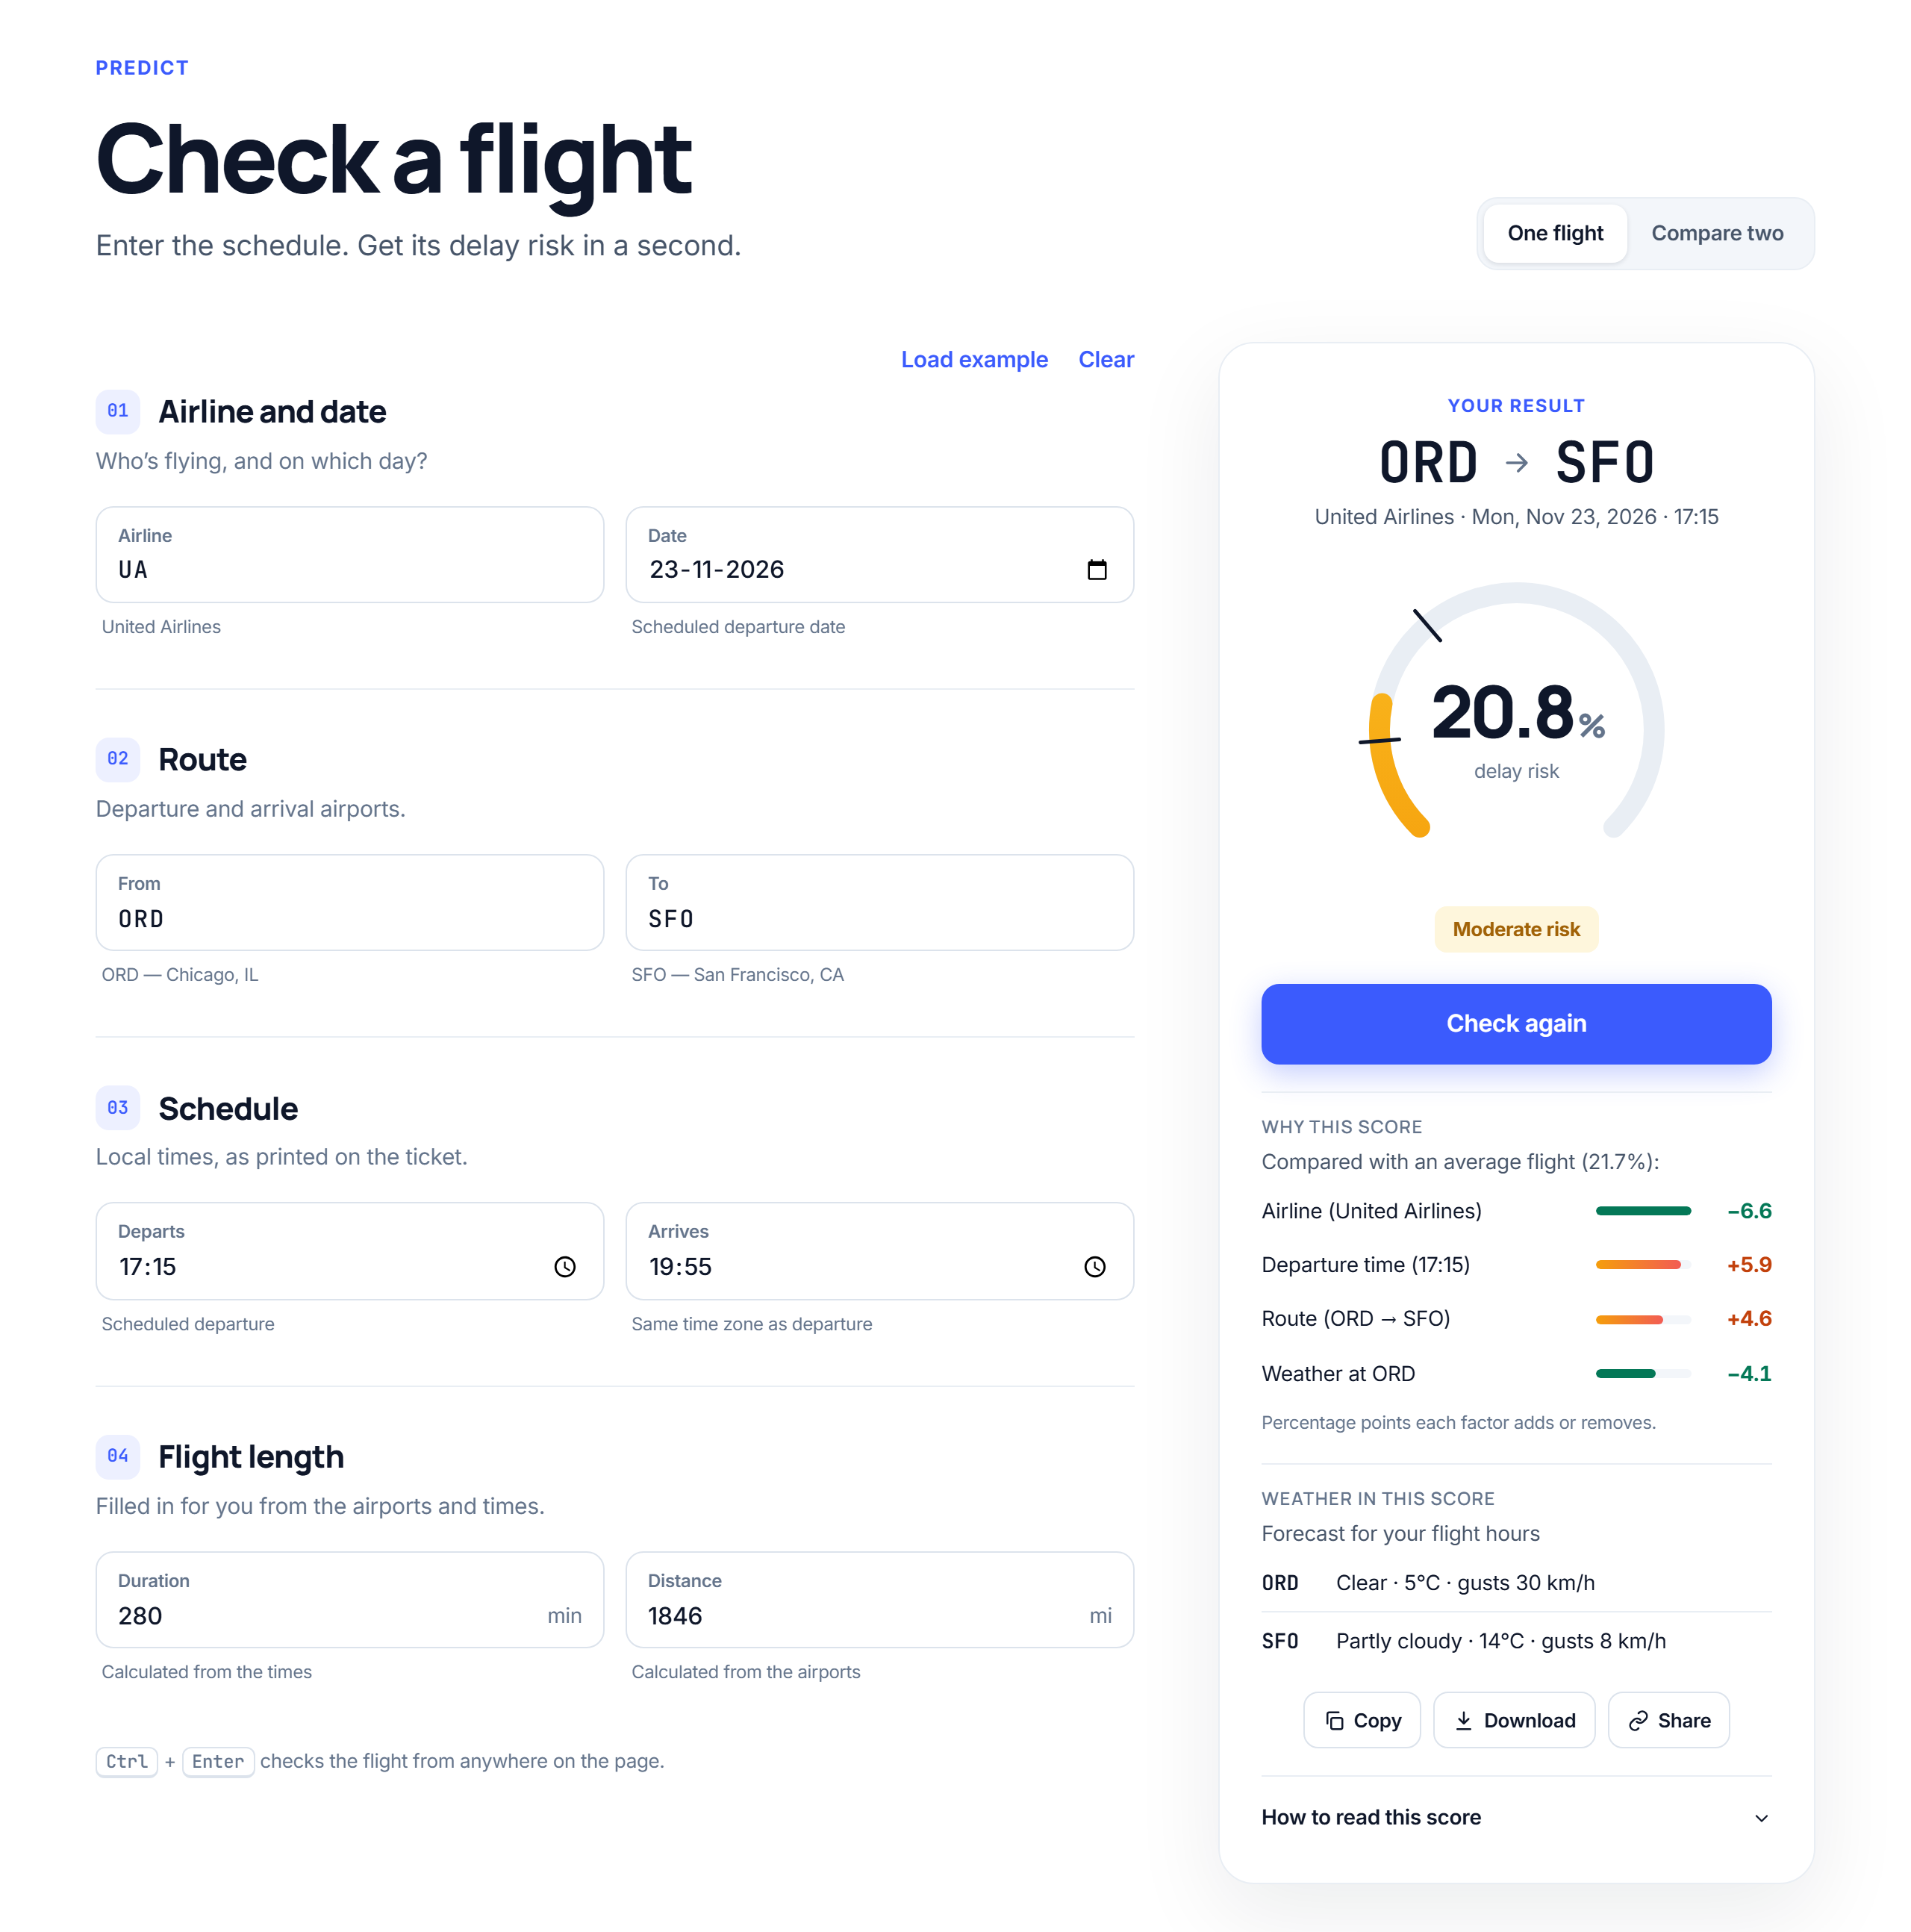 PREDICT
Check a flight
Enter the schedule. Get its delay risk in a second.
One flight
Compare two
Load example
Clear
01
Airline and date
Who’s flying, and on which day?
Airline
UA
United Airlines
Date
23-11-2026
Scheduled departure date
02
Route
Departure and arrival airports.
From
ORD
ORD — Chicago, IL
To
SFO
SFO — San Francisco, CA
03
Schedule
Local times, as printed on the ticket.
Departs
17:15
Scheduled departure
Arrives
19:55
Same time zone as departure
04
Flight length
Filled in for you from the airports and times.
Duration
280 min
Calculated from the times
Distance
1846 mi
Calculated from the airports
Ctrl + Enter checks the flight from anywhere on the page.
YOUR RESULT
ORD → SFO
United Airlines · Mon, Nov 23, 2026 · 17:15
20.8%
delay risk
Moderate risk
Check again
WHY THIS SCORE
Compared with an average flight (21.7%):
Airline (United Airlines) −6.6
Departure time (17:15) +5.9
Route (ORD → SFO) +4.6
Weather at ORD −4.1
Percentage points each factor adds or removes.
WEATHER IN THIS SCORE
Forecast for your flight hours
ORD Clear · 5°C · gusts 30 km/h
SFO Partly cloudy · 14°C · gusts 8 km/h
Copy
Download
Share
How to read this score